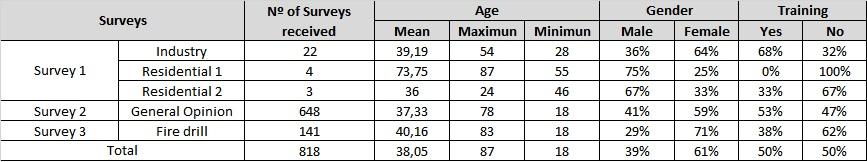 Surveys Nº of Surveys received Age Gender Training
Mean Maximun Minimun Male Female Yes No
Survey 1 Industry 22 39,19 54 28 36% 64% 68% 32%
Residential 1 4 73,75 87 55 75% 25% 0% 100%
Residential 2 3 36 24 46 67% 33% 33% 67%
Survey 2 General Opinion 648 37,33 78 18 41% 59% 53% 47%
Survey 3 Fire drill 141 40,16 83 18 29% 71% 38% 62%
Total 818 38,05 87 18 39% 61% 50% 50%